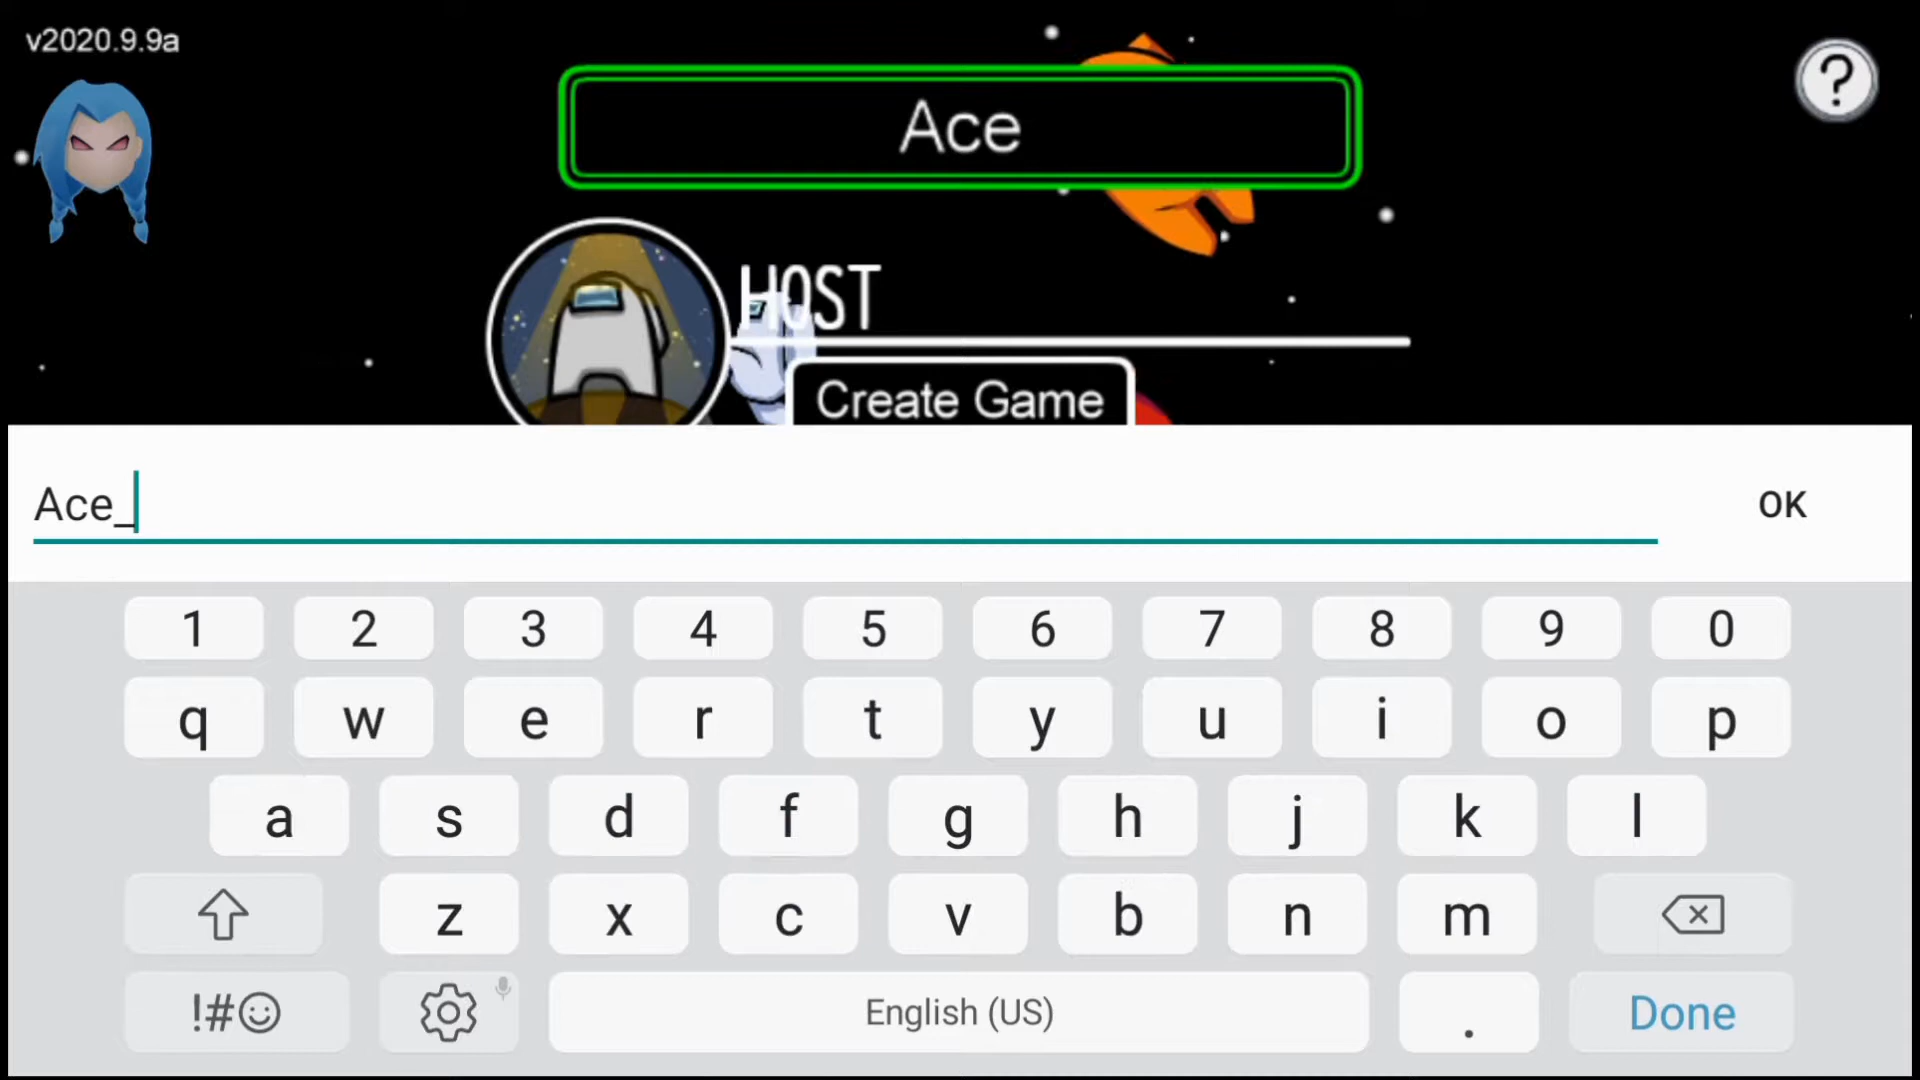 v2020.9.9a
Ace
?
HOST
Create Game
Ace_
OK
1 2 3 4 5 6 7 8 9 0
q w e r t y u i o p
a s d f g h j k l
z x c v b n m
!#☺ English (US) . Done